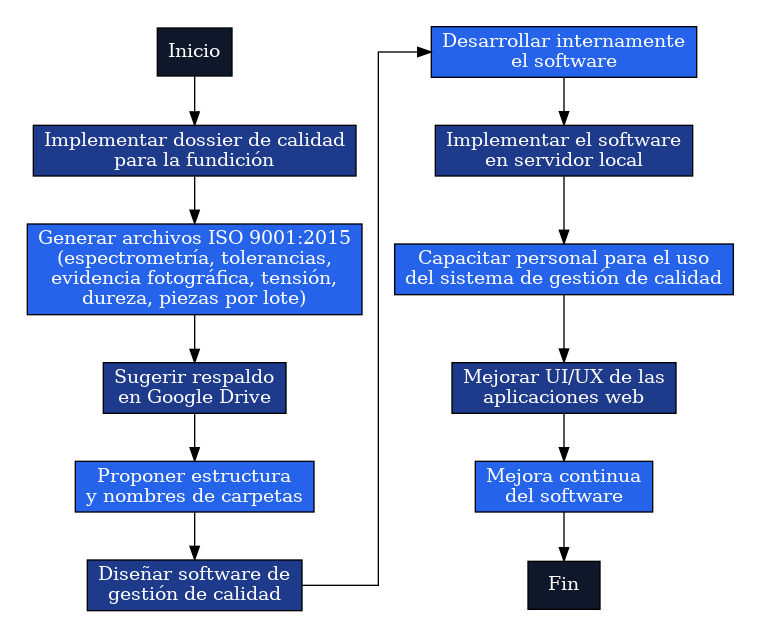 Inicio
Implementar dossier de calidad
para la fundición
Generar archivos ISO 9001:2015
(espectrometría, tolerancias,
evidencia fotográfica, tensión,
dureza, piezas por lote)
Sugerir respaldo
en Google Drive
Proponer estructura
y nombres de carpetas
Diseñar software de
gestión de calidad
Desarrollar internamente
el software
Implementar el software
en servidor local
Capacitar personal para el uso
del sistema de gestión de calidad
Mejorar UI/UX de las
aplicaciones web
Mejora continua
del software
Fin